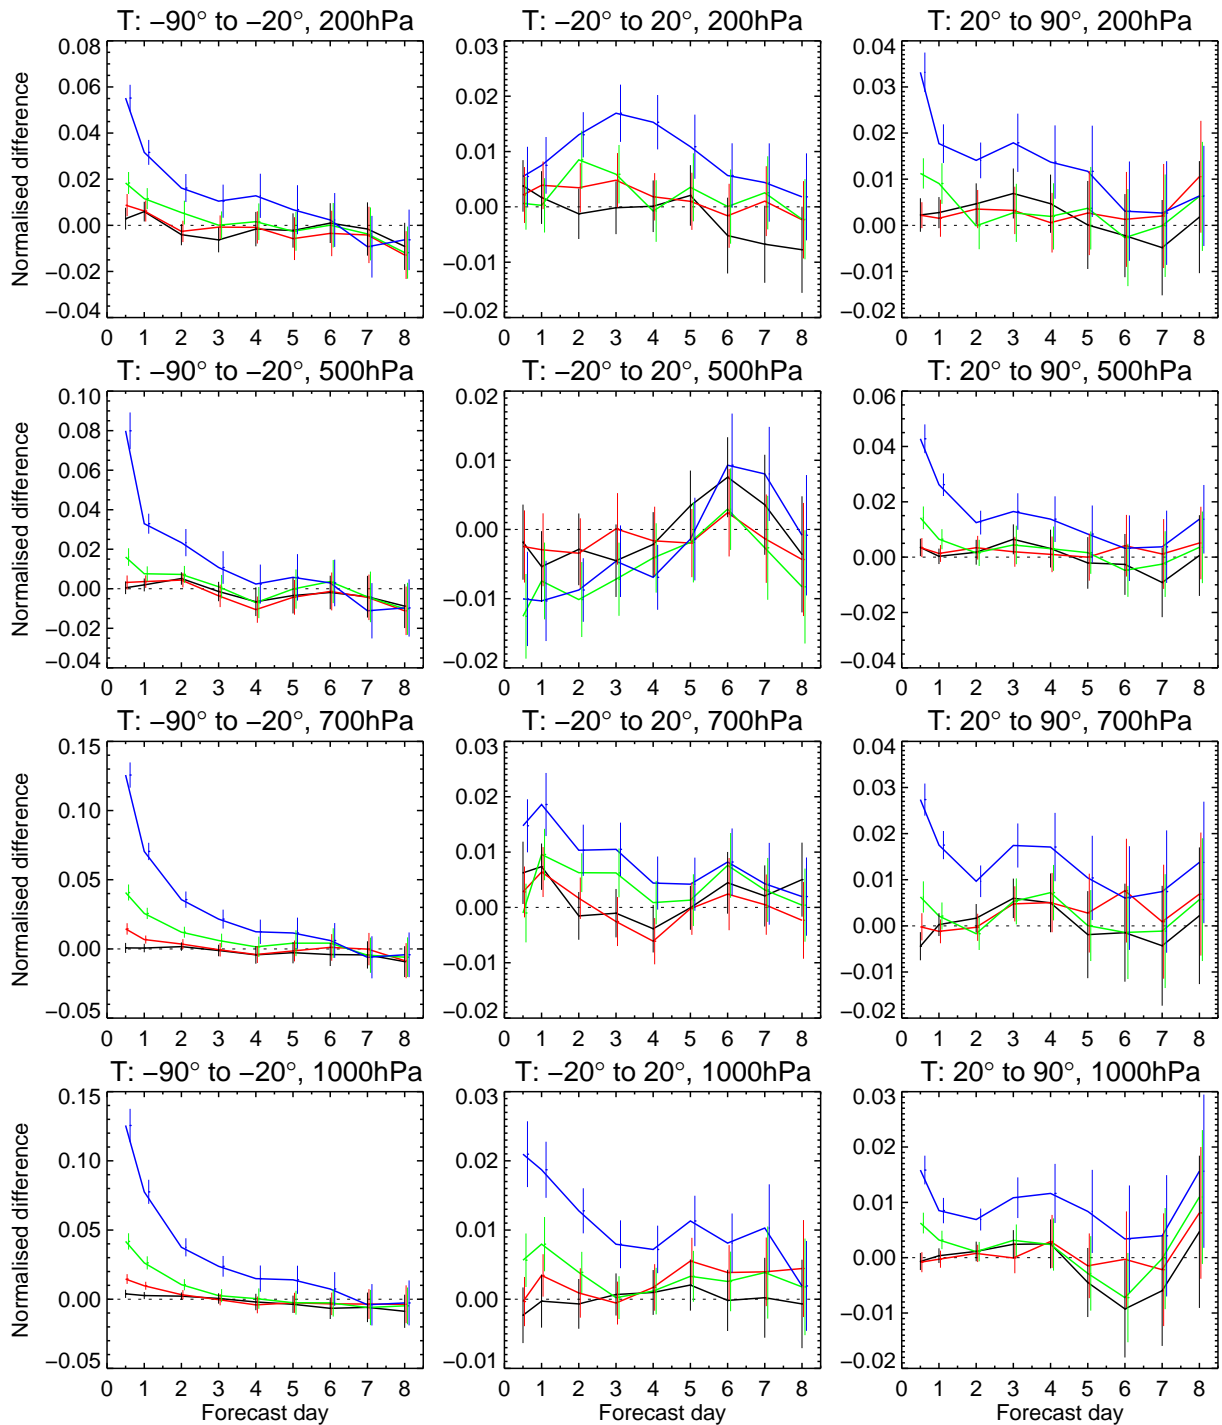 T: −90° to −20°, 200hPa
T: −20° to 20°, 200hPa
T: 20° to 90°, 200hPa
Normalised difference
0.08
0.06
0.04
0.02
0.00
−0.02
−0.04
0 1 2 3 4 5 6 7 8
0.03
0.02
0.01
0.00
−0.01
−0.02
0 1 2 3 4 5 6 7 8
0.04
0.03
0.02
0.01
0.00
−0.01
−0.02
0 1 2 3 4 5 6 7 8
T: −90° to −20°, 500hPa
T: −20° to 20°, 500hPa
T: 20° to 90°, 500hPa
Normalised difference
0.10
0.08
0.06
0.04
0.02
0.00
−0.02
−0.04
0 1 2 3 4 5 6 7 8
0.02
0.01
0.00
−0.01
−0.02
0 1 2 3 4 5 6 7 8
0.06
0.04
0.02
0.00
−0.02
−0.04
0 1 2 3 4 5 6 7 8
T: −90° to −20°, 700hPa
T: −20° to 20°, 700hPa
T: 20° to 90°, 700hPa
Normalised difference
0.15
0.10
0.05
0.00
−0.05
0 1 2 3 4 5 6 7 8
0.03
0.02
0.01
0.00
−0.01
−0.02
0 1 2 3 4 5 6 7 8
0.04
0.03
0.02
0.01
0.00
−0.01
−0.02
0 1 2 3 4 5 6 7 8
T: −90° to −20°, 1000hPa
T: −20° to 20°, 1000hPa
T: 20° to 90°, 1000hPa
Normalised difference
0.15
0.10
0.05
0.00
−0.05
0 1 2 3 4 5 6 7 8
Forecast day
0.03
0.02
0.01
0.00
−0.01
0 1 2 3 4 5 6 7 8
Forecast day
0.03
0.02
0.01
0.00
−0.01
−0.02
0 1 2 3 4 5 6 7 8
Forecast day